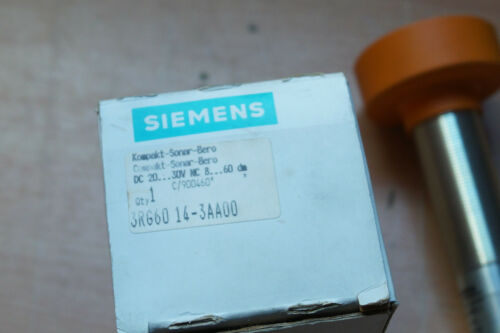 SIEMENS
Kompakt-Sonar-Bero
Compakt-Sonar-Bero
DC 20...30V NC 8...60 dm
C/900460*
Qty 1
3RG60 14-3AA00